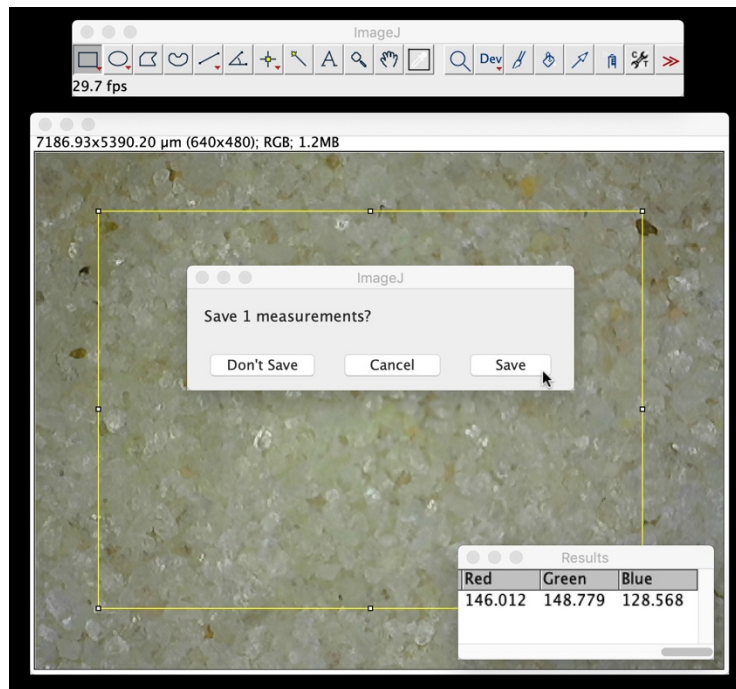 ImageJ
A
Dev
29.7 fps
7186.93x5390.20 µm (640x480); RGB; 1.2MB
ImageJ
Save 1 measurements?
Don't Save
Cancel
Save
Results
Red Green Blue
146.012 148.779 128.568